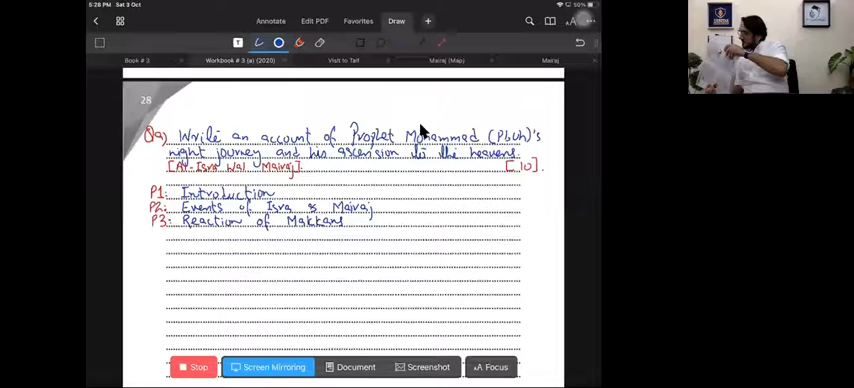 5:28 PM Sat 3 Oct
50%
Annotate Edit PDF Favorites Draw +
T
Book # 3 Workbook # 3 (a) (2020) Visit to Taif Mairaj (Map) Mairaj
28
Qa) Write an account of Prophet Mohammad (Pbuh)'s
night journey and his ascension to the heavens
[Al-Isra Wal Mairaj]. [10].
P1: Introduction
P2: Events of Isra & Mairaj
P3: Reaction of Makkans
Stop Screen Mirroring Document Screenshot Focus